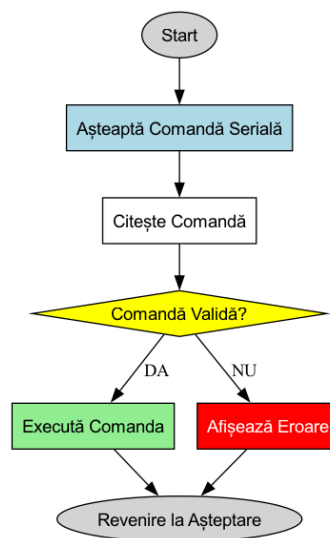 Start
Așteaptă Comandă Serială
Citește Comandă
Comandă Validă?
DA
NU
Execută Comanda
Afișează Eroare
Revenire la Așteptare